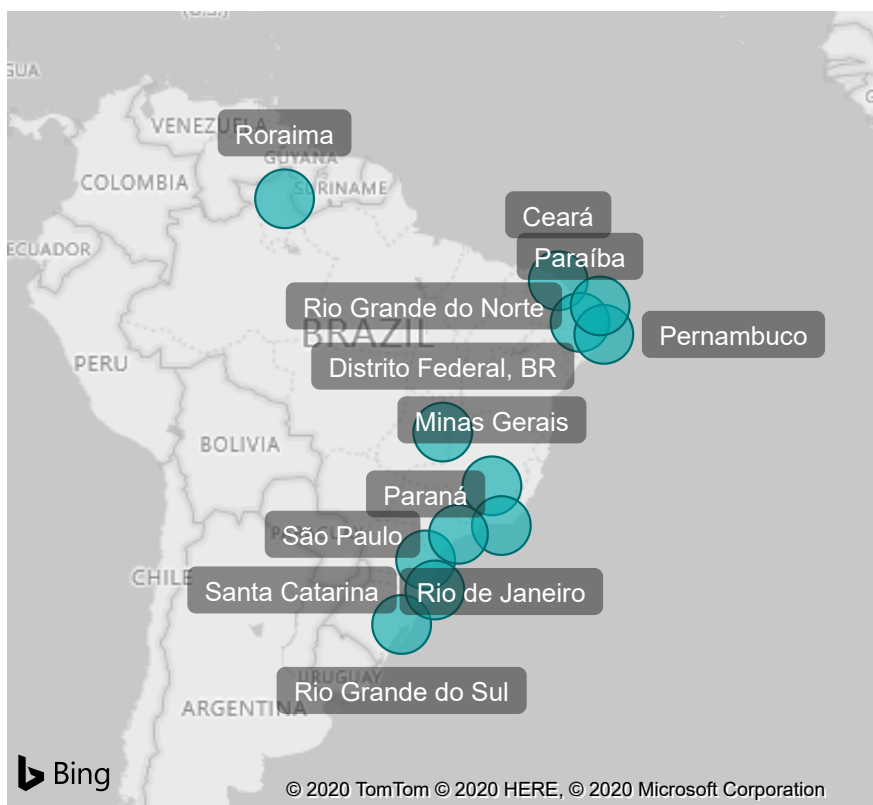 (U.S.)
GUA
VENEZUELA
Roraima
GUYANA
COLOMBIA
SURINAME
Ceará
ECUADOR
Paraíba
Rio Grande do Norte
BRAZIL
Pernambuco
PERU
Distrito Federal, BR
Minas Gerais
BOLIVIA
Paraná
PARAGUAY
São Paulo
CHILE
Santa Catarina
Rio de Janeiro
URUGUAY
Rio Grande do Sul
ARGENTINA
Bing
© 2020 TomTom © 2020 HERE, © 2020 Microsoft Corporation